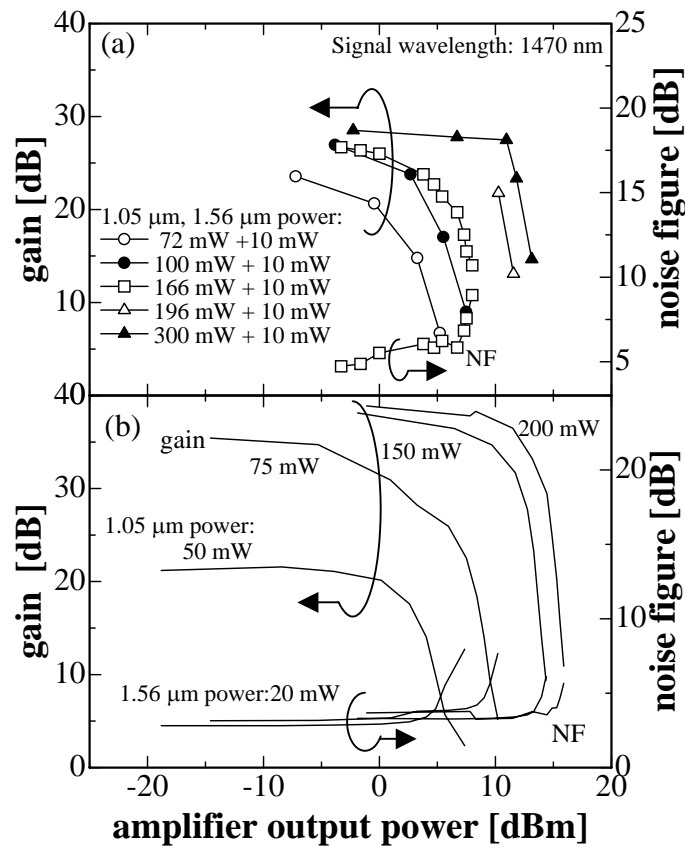 (a)
Signal wavelength: 1470 nm
40
30
20
10
40
gain [dB]
25
20
15
10
5
noise figure [dB]
1.05 μm, 1.56 μm power:
72 mW +10 mW
100 mW + 10 mW
166 mW + 10 mW
196 mW + 10 mW
300 mW + 10 mW
NF
(b)
gain
200 mW
150 mW
75 mW
1.05 μm power:
50 mW
1.56 μm power:20 mW
NF
30
20
10
0
gain [dB]
20
10
0
noise figure [dB]
-20
-10
0
10
20
amplifier output power [dBm]